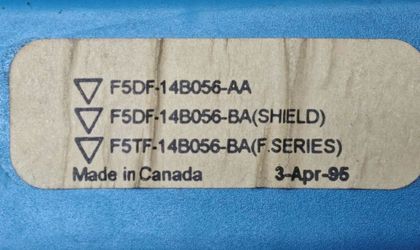 ▽ F5DF-14B056-AA
▽ F5DF-14B056-BA(SHIELD)
▽ F5TF-14B056-BA(F.SERIES)
Made in Canada 3-Apr-95